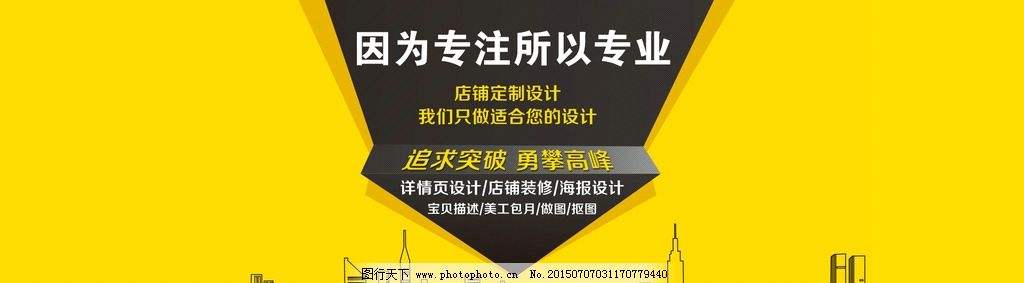 因为专注所以专业
店铺定制设计
我们只做适合您的设计
追求突破 勇攀高峰
详情页设计/店铺装修/海报设计
宝贝描述/美工包月/做图/抠图
图行天下 www.photophoto.cn No.20150707031170779440